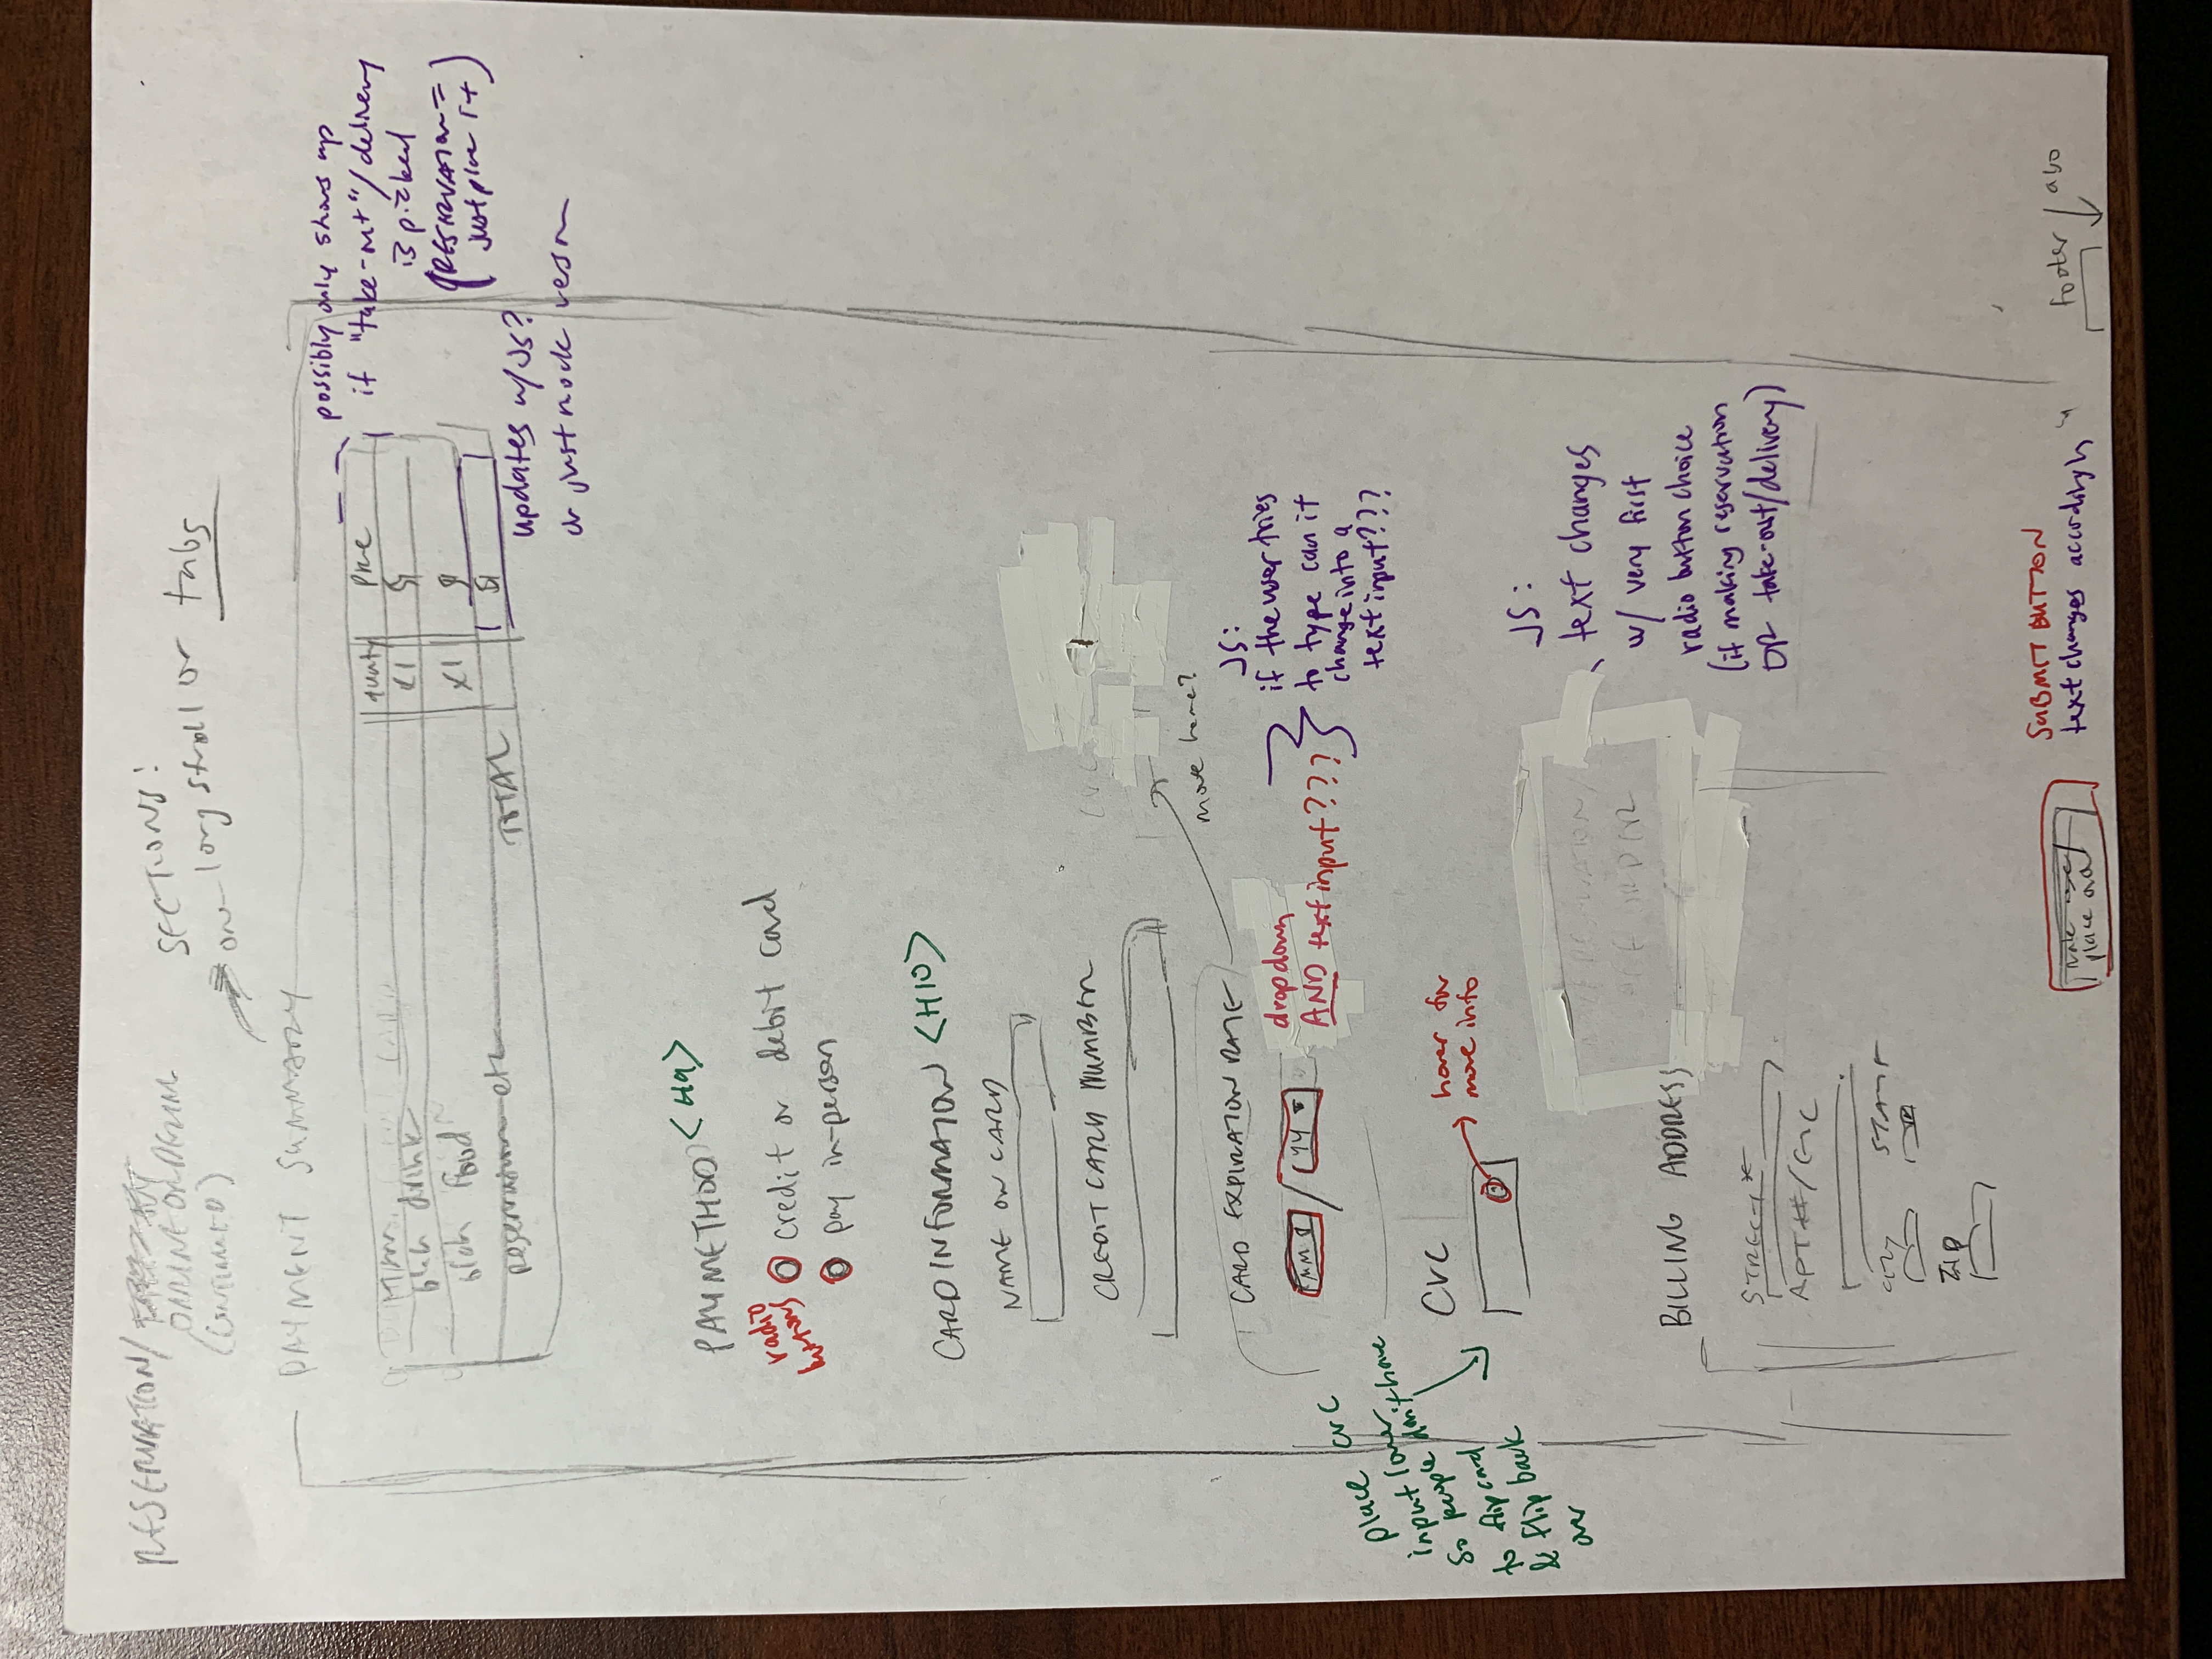 RESERVATION/
ONLINE ORDERING
(CONTINUED)
SECTIONS:
one long scroll or tabs
PAYMENT SUMMARY
Item
quanty
Price
blah drink
x1
$
blah food
x1
$
reservation etc
TOTAL
$
possibly only shows up
if "take-out"/delivery
is picked
(RESERVATION =
just place it)
updates w/JS?
or just mock version
PAY METHOD <H9>
radio
buttons
credit or debit card
pay in-person
CARD INFORMATION <H10>
NAME ON CARD
CREDIT CARD NUMBER
CVC
move here?
CARD EXPIRATION DATE
MM / YY
dropdown
AND text input???
JS:
if the user tries
to type can it
change into a
text input???
place cvc
input lower
so people don't have
to flip card
& flip back
over
CVC
?
hover for
more info
ORDER
JS:
text changes
w/ very first
radio button choice
(if making reservation
OR take-out/delivery)
BILLING ADDRESS
STREET*
APT#/etc
city
STATE
ZIP
place order
SUBMIT BUTTON
text changes accordingly
footer